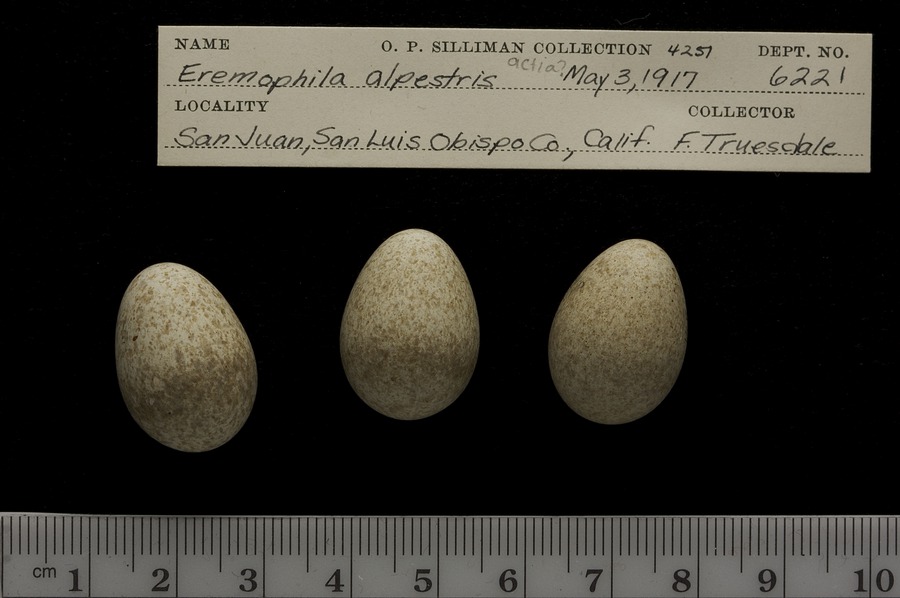 NAME O. P. SILLIMAN COLLECTION 4251 DEPT. NO.
Eremophila alpestris actia? May 3, 1917 6221
LOCALITY COLLECTOR
San Juan, San Luis Obispo Co., Calif. F. Truesdale
cm 1 2 3 4 5 6 7 8 9 10